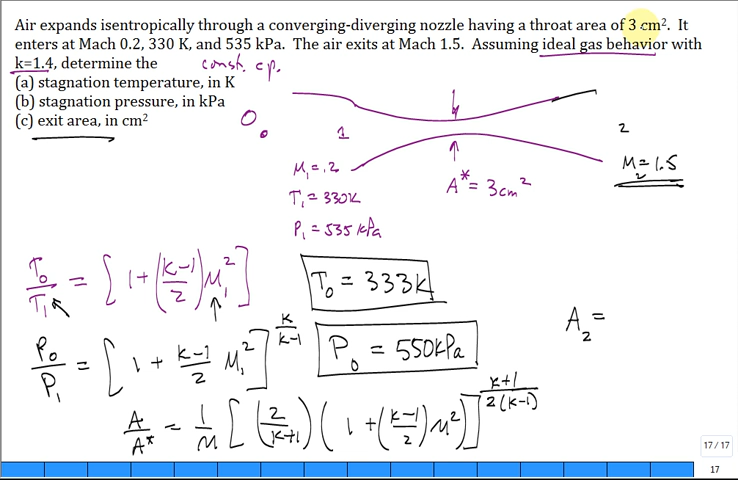 Air expands isentropically through a converging-diverging nozzle having a throat area of 3 cm². It
enters at Mach 0.2, 330 K, and 535 kPa. The air exits at Mach 1.5. Assuming ideal gas behavior with
k=1.4, determine the const. cp.
(a) stagnation temperature, in K
(b) stagnation pressure, in kPa
(c) exit area, in cm²
O₀
1
2
M₁=.2
T₁=330K
P₁=535 kPa
A*=3cm²
M₂=1.5
T₀/T₁ = [1+((k-1)/2)M₁²]
T₀ = 333K
P₀/P₁ = [1+(k-1)/2 M₁²]^(k/(k-1))
P₀ = 550kPa
A₂=
A/A* = 1/M [(2/(k+1))(1+((k-1)/2)M²)]^((k+1)/(2(k-1)))
17 / 17
17